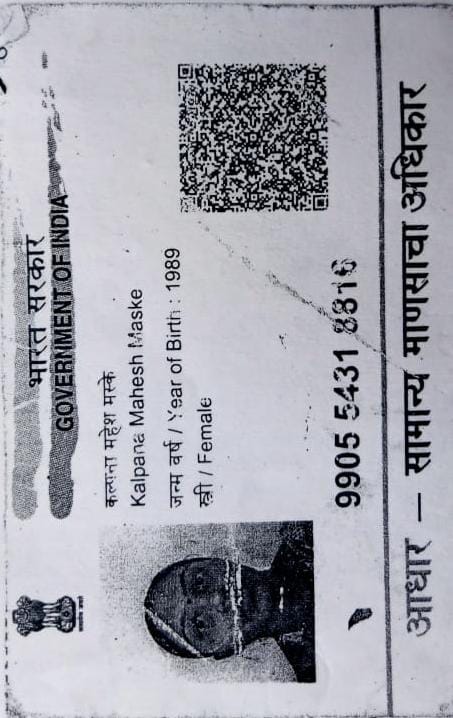 भारत सरकार
GOVERNMENT OF INDIA
कल्पना महेश मस्के
Kalpana Mahesh Maske
जन्म वर्ष / Year of Birth : 1989
स्त्री / Female
9905 5431 8816
आधार – सामान्य माणसाचा अधिकार